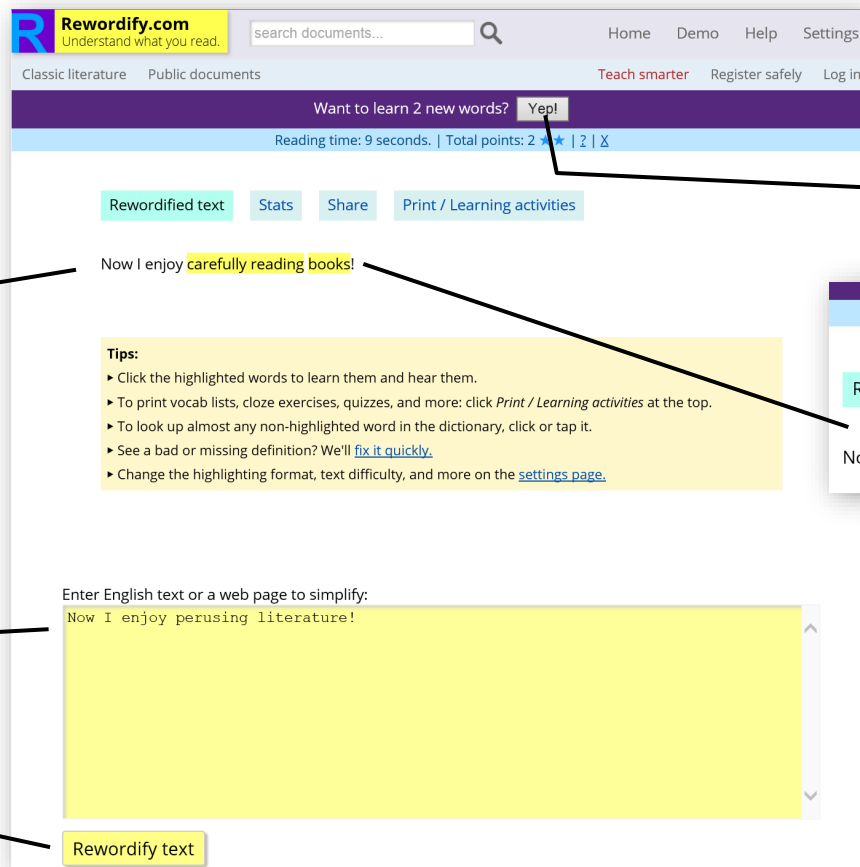 R Rewordify.com
Understand what you read.
search documents...
Home Demo Help Settings
Classic literature Public documents Teach smarter Register safely Log in
Want to learn 2 new words? Yep!
Reading time: 9 seconds. | Total points: 2 ★★ | ? | X
Rewordified text Stats Share Print / Learning activities
Now I enjoy carefully reading books!
Tips:
‣ Click the highlighted words to learn them and hear them.
‣ To print vocab lists, cloze exercises, quizzes, and more: click Print / Learning activities at the top.
‣ To look up almost any non-highlighted word in the dictionary, click or tap it.
‣ See a bad or missing definition? We'll fix it quickly.
‣ Change the highlighting format, text difficulty, and more on the settings page.
R
Enter English text or a web page to simplify:
Now I enjoy perusing literature!
Rewordify text